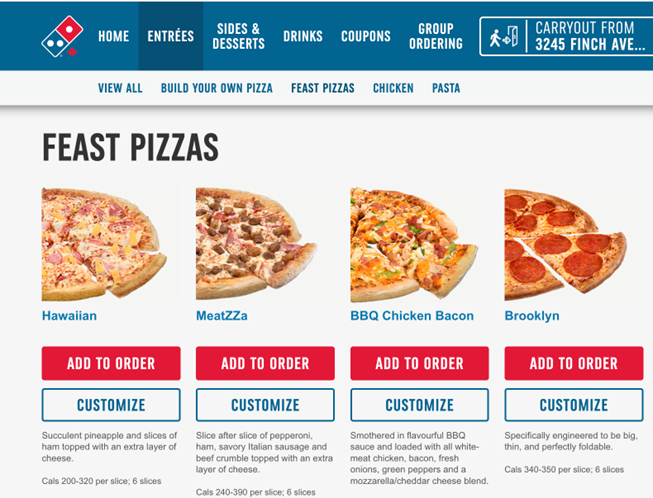 HOME
ENTRÉES
SIDES &
DESSERTS
DRINKS
COUPONS
GROUP
ORDERING
CARRYOUT FROM
3245 FINCH AVE...
VIEW ALL
BUILD YOUR OWN PIZZA
FEAST PIZZAS
CHICKEN
PASTA
FEAST PIZZAS
Hawaiian
ADD TO ORDER
CUSTOMIZE
Succulent pineapple and slices of
ham topped with an extra layer of
cheese.
Cals 200-320 per slice; 6 slices
MeatZZa
ADD TO ORDER
CUSTOMIZE
Slice after slice of pepperoni,
ham, savory Italian sausage and
beef crumble topped with an extra
layer of cheese.
Cals 240-390 per slice; 6 slices
BBQ Chicken Bacon
ADD TO ORDER
CUSTOMIZE
Smothered in flavourful BBQ
sauce and loaded with all white-
meat chicken, bacon, fresh
onions, green peppers and a
mozzarella/cheddar cheese blend.
Brooklyn
ADD TO ORDER
CUSTOMIZE
Specifically engineered to be big,
thin, and perfectly foldable.
Cals 340-350 per slice; 6 slices